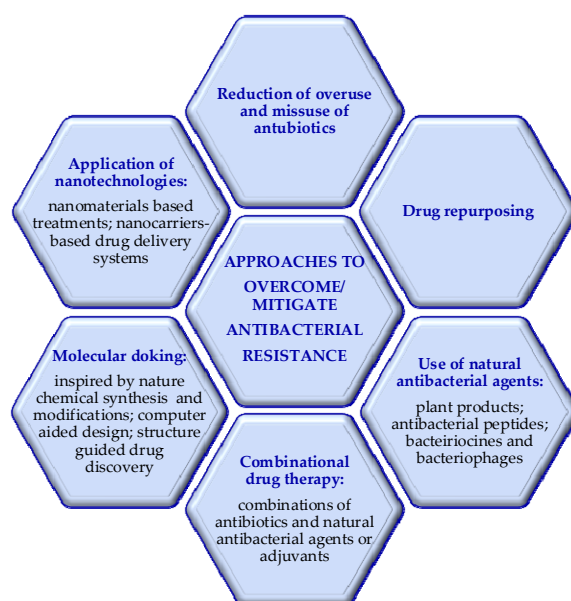 Reduction of overuse
and missuse of
antubiotics
Application of
nanotechnologies:
nanomaterials based
treatments; nanocarriers-
based drug delivery
systems
Drug repurposing
APPROACHES TO
OVERCOME/
MITIGATE
ANTIBACTERIAL
RESISTANCE
Molecular doking:
inspired by nature
chemical synthesis and
modifications; computer
aided design; structure
guided drug
discovery
Use of natural
antibacterial agents:
plant products;
antibacterial peptides;
bacteiriocines and
bacteriophages
Combinational
drug therapy:
combinations of
antibiotics and natural
antibacterial agents or
adjuvants